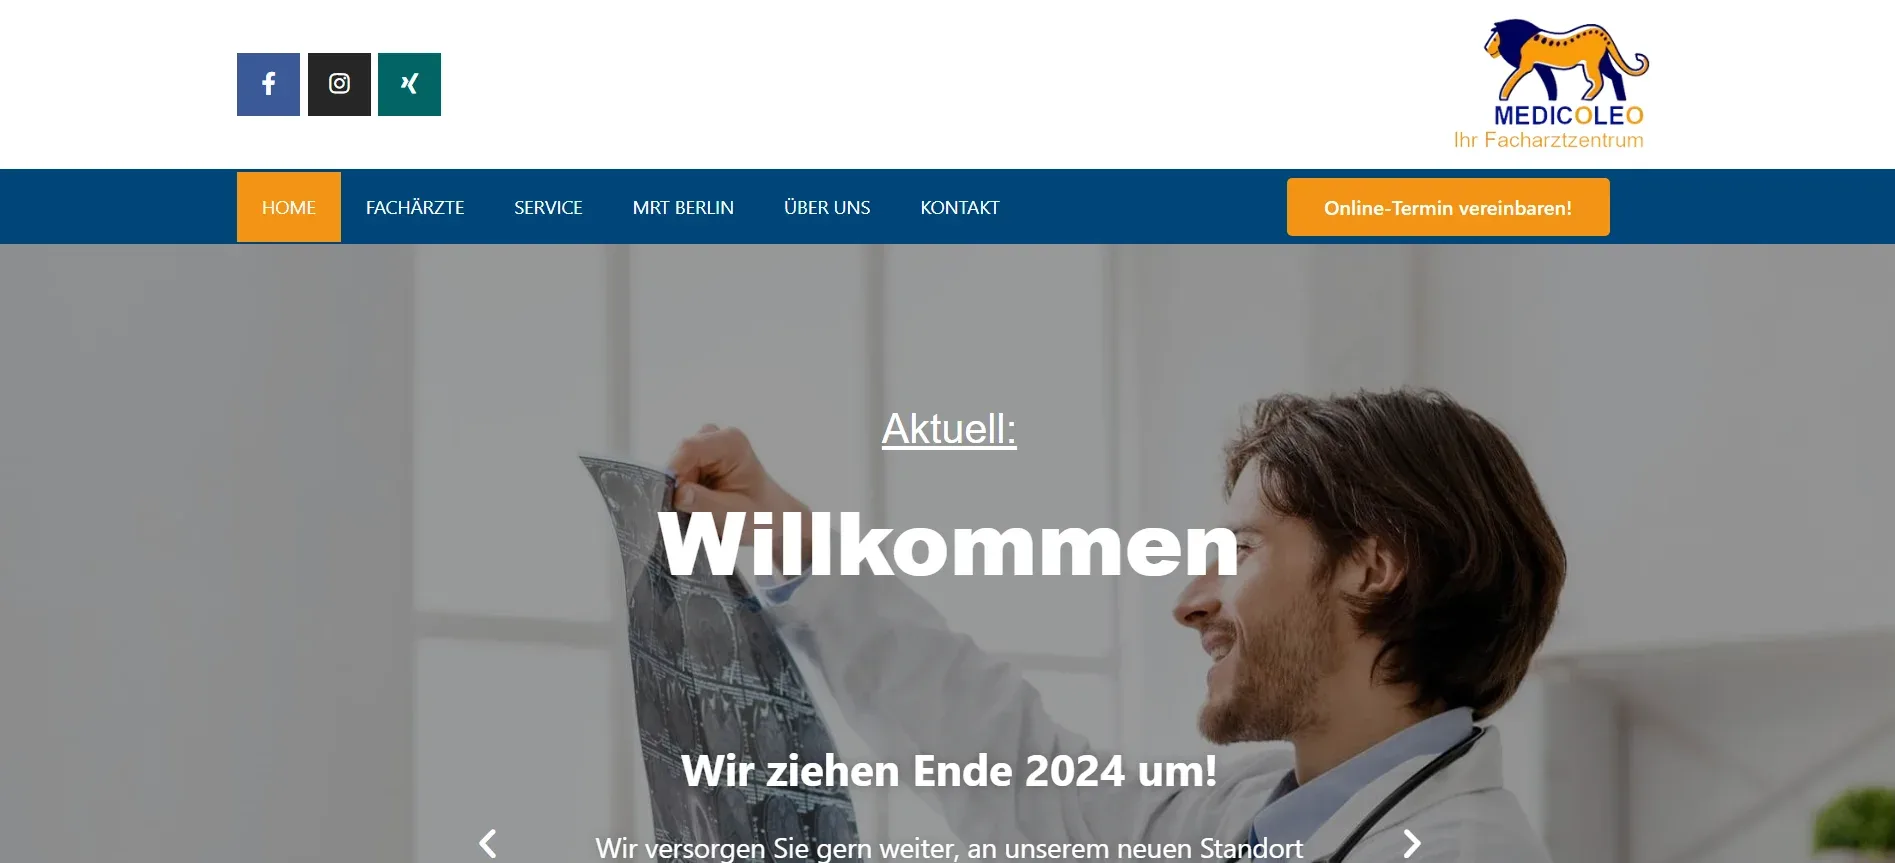 MEDICOLEO
Ihr Facharztzentrum
HOME FACHÄRZTE SERVICE MRT BERLIN ÜBER UNS KONTAKT Online-Termin vereinbaren!
Aktuell:
Willkommen
Wir ziehen Ende 2024 um!
Wir versorgen Sie gern weiter, an unserem neuen Standort